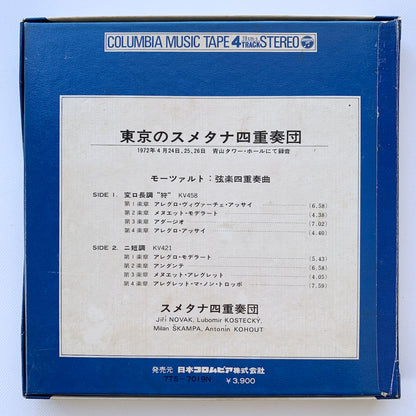 COLUMBIA MUSIC TAPE 4 TRACK STEREO
東京のスメタナ四重奏団
1972年4月24日,25,26日 青山タワー・ホールにて録音
モーツァルト:弦楽四重奏曲
SIDE 1. 変ロ長調 "狩" KV458
第1楽章 アレグロ・ヴィヴァーチェ・アッサイ (6.58)
第2楽章 メヌエット・モデラート (4.38)
第3楽章 アダージオ (7.02)
第4楽章 アレグロ・アッサイ (4.40)
SIDE 2. ニ短調 KV421
第1楽章 アレグロ・モデラート (5.43)
第2楽章 アンダンテ (6.58)
第3楽章 メヌエット・アレグレット (4.05)
第4楽章 アレグレット・マ・ノン・トロッポ (7.59)
スメタナ四重奏団
Jiří NOVÁK, Lubomír KOSTECKÝ,
Milan ŠKAMPA, Antonín KOHOUT
発売元 日本コロムビア株式会社
7TS-7019N ¥3,900